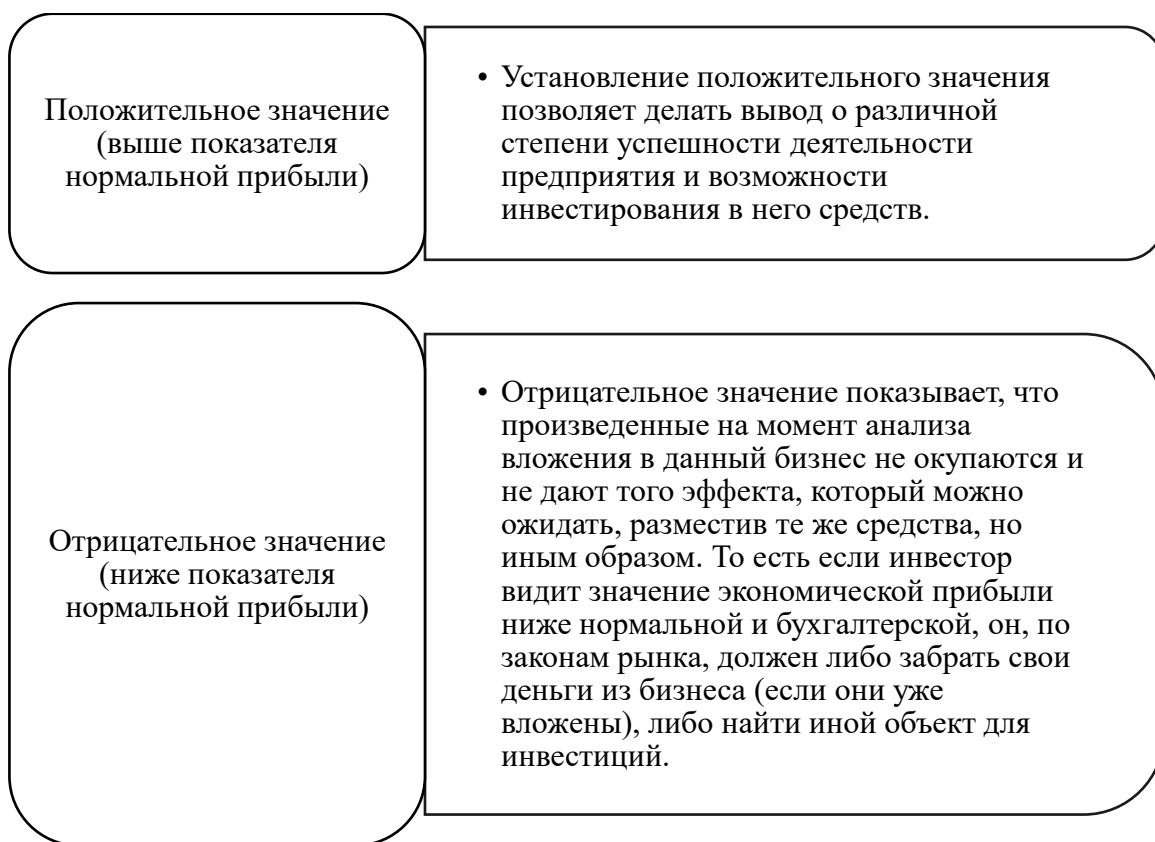 Положительное значение
(выше показателя
нормальной прибыли)
• Установление положительного значения
позволяет делать вывод о различной
степени успешности деятельности
предприятия и возможности
инвестирования в него средств.
Отрицательное значение
(ниже показателя
нормальной прибыли)
• Отрицательное значение показывает, что
произведенные на момент анализа
вложения в данный бизнес не окупаются и
не дают того эффекта, который можно
ожидать, разместив те же средства, но
иным образом. То есть если инвестор
видит значение экономической прибыли
ниже нормальной и бухгалтерской, он, по
законам рынка, должен либо забрать свои
деньги из бизнеса (если они уже
вложены), либо найти иной объект для
инвестиций.